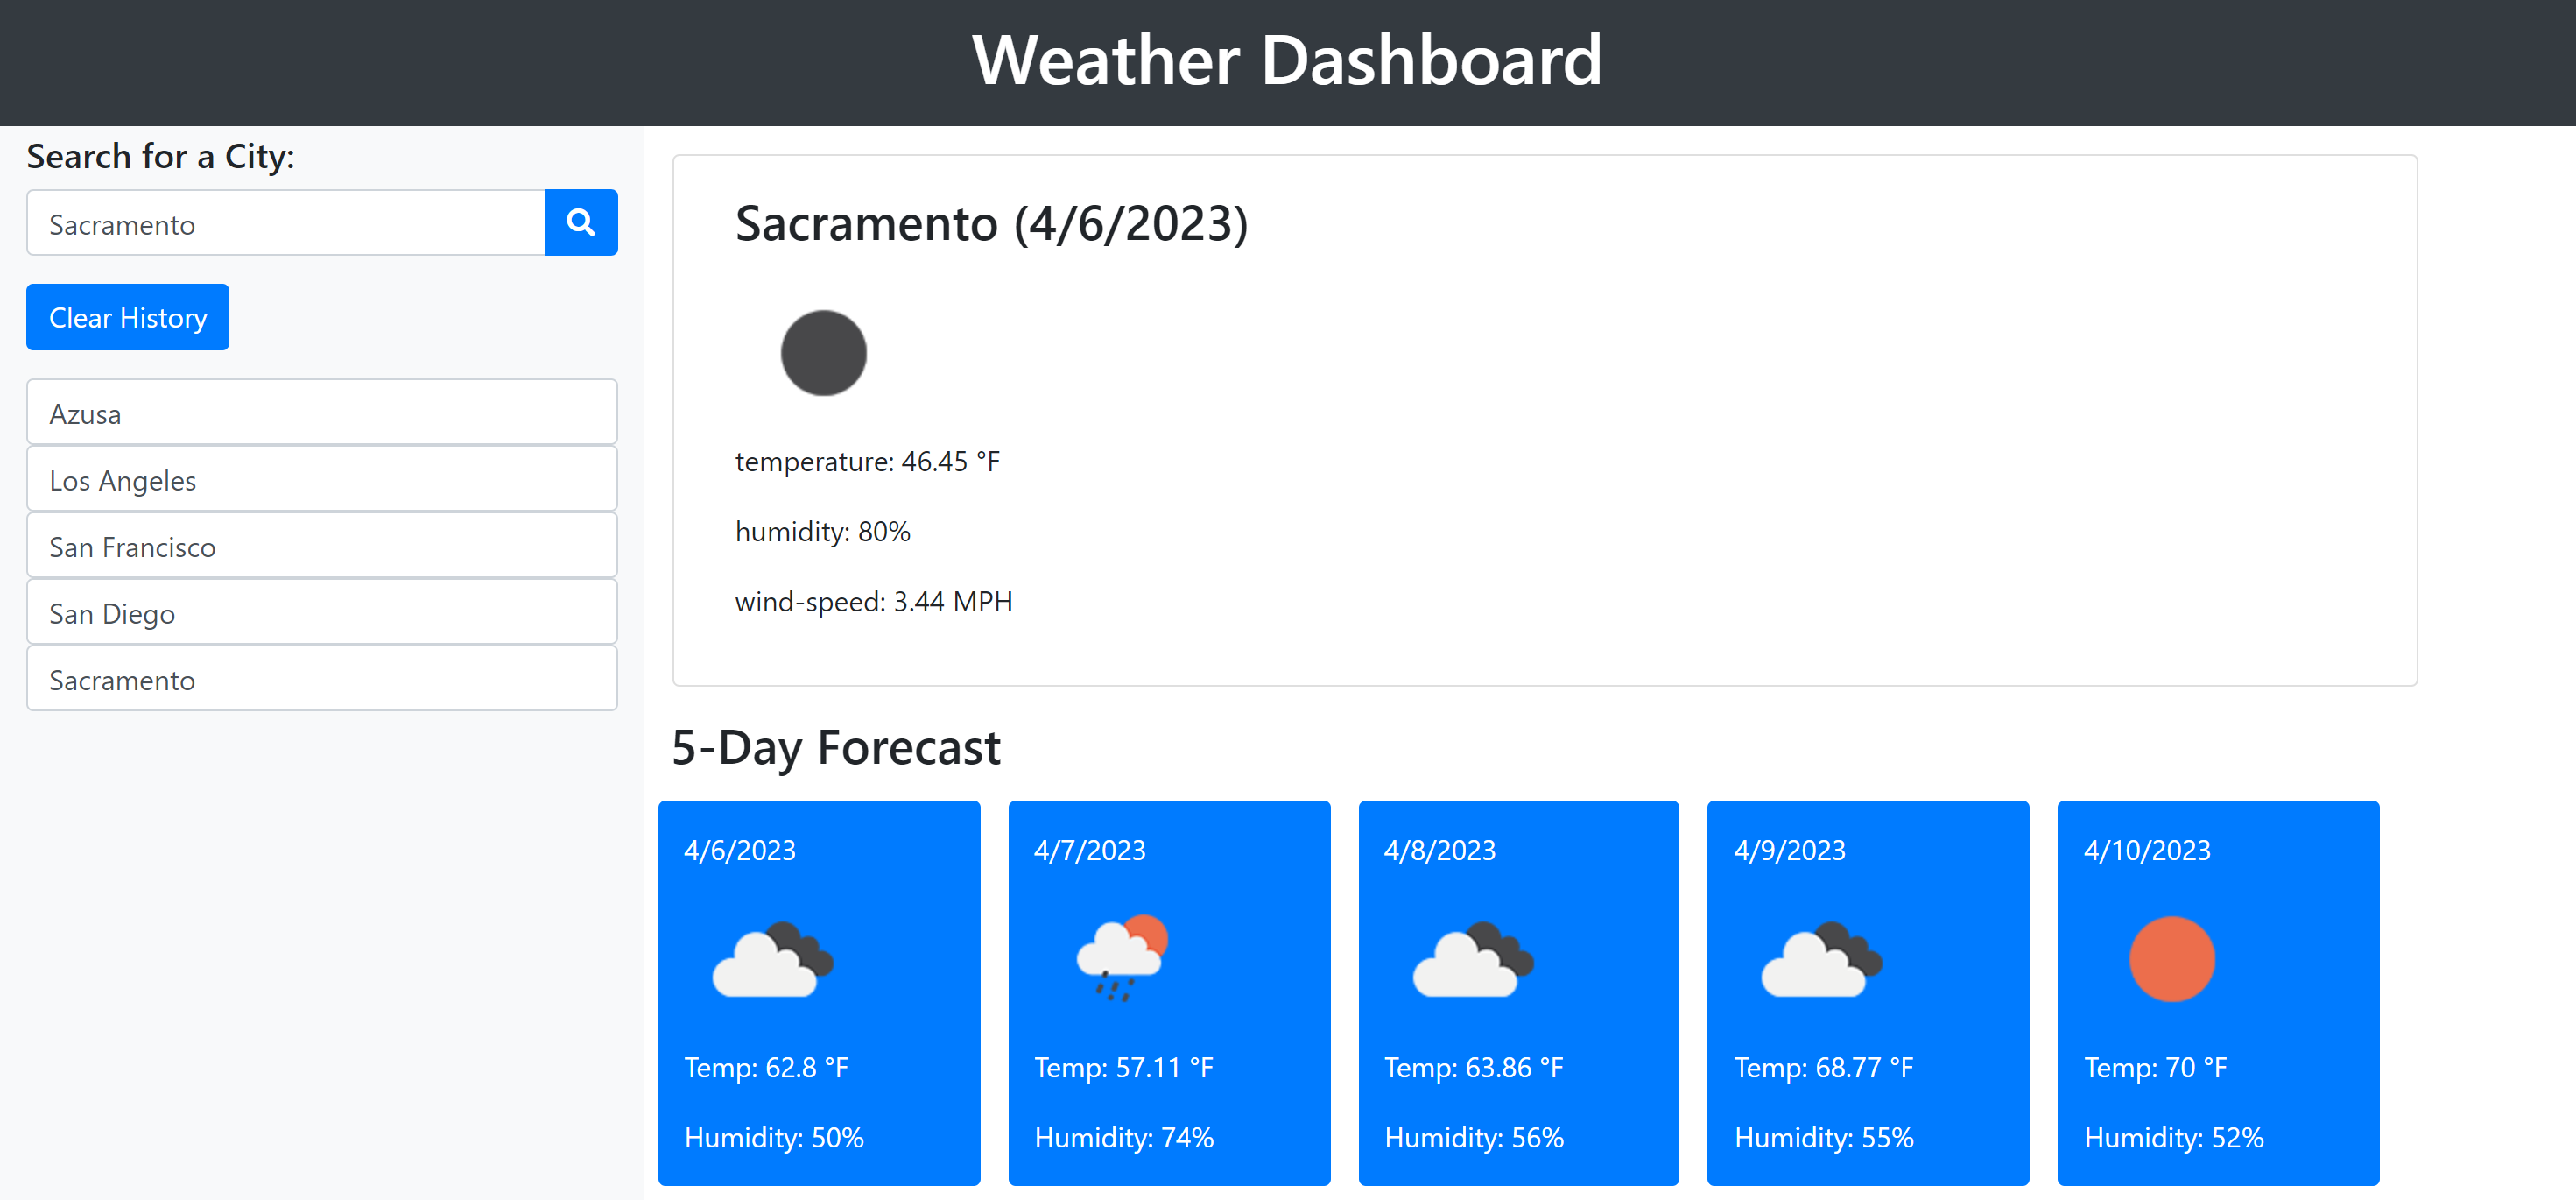 Weather Dashboard
Search for a City:
Sacramento
Clear History
Azusa
Los Angeles
San Francisco
San Diego
Sacramento
Sacramento (4/6/2023)
temperature: 46.45 °F
humidity: 80%
wind-speed: 3.44 MPH
5-Day Forecast
4/6/2023
Temp: 62.8 °F
Humidity: 50%
4/7/2023
Temp: 57.11 °F
Humidity: 74%
4/8/2023
Temp: 63.86 °F
Humidity: 56%
4/9/2023
Temp: 68.77 °F
Humidity: 55%
4/10/2023
Temp: 70 °F
Humidity: 52%